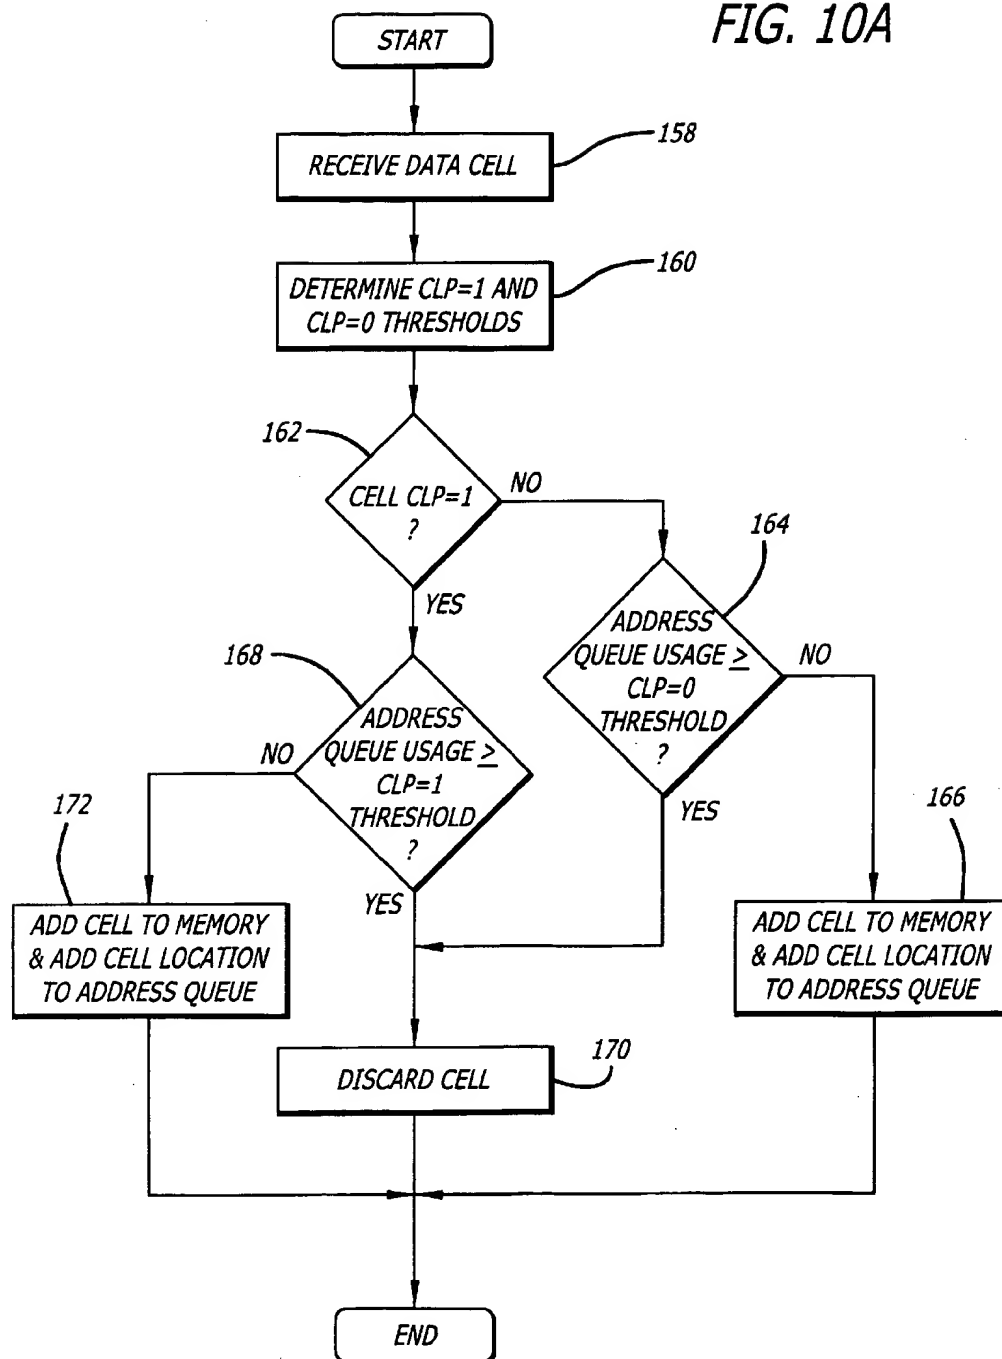 FIG. 10A
START
158
RECEIVE DATA CELL
160
DETERMINE CLP=1 AND
CLP=0 THRESHOLDS
162
CELL CLP=1
?
NO
YES
164
ADDRESS
QUEUE USAGE ≥
CLP=0
THRESHOLD
?
NO
YES
168
ADDRESS
QUEUE USAGE ≥
CLP=1
THRESHOLD
?
NO
YES
172
ADD CELL TO MEMORY
& ADD CELL LOCATION
TO ADDRESS QUEUE
166
ADD CELL TO MEMORY
& ADD CELL LOCATION
TO ADDRESS QUEUE
170
DISCARD CELL
END